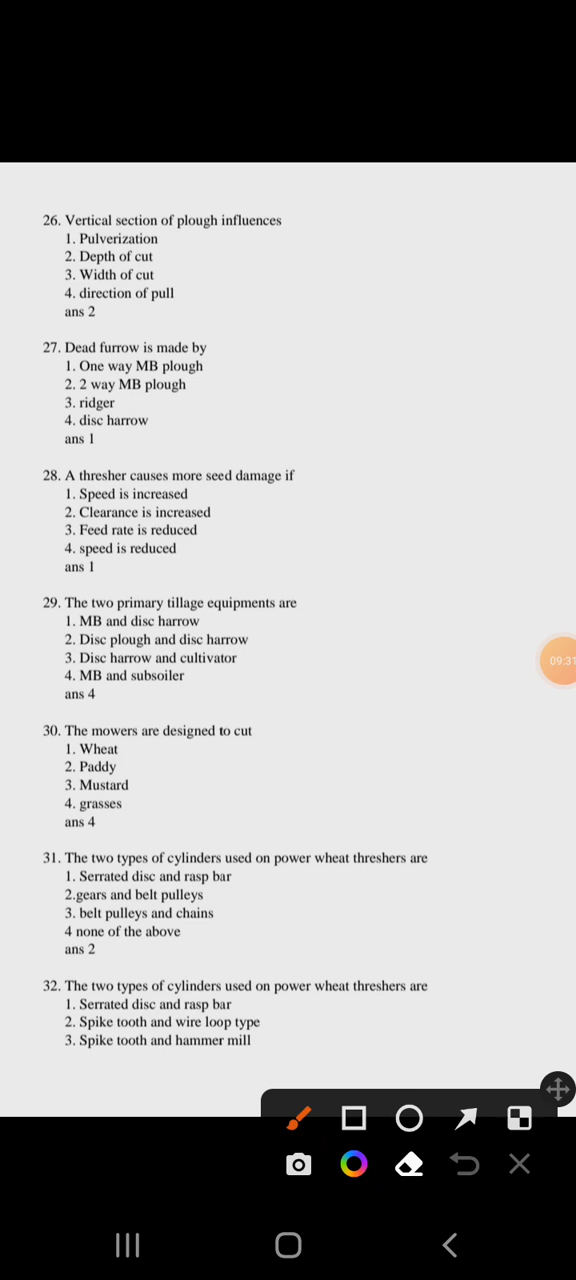 26. Vertical section of plough influences
1. Pulverization
2. Depth of cut
3. Width of cut
4. direction of pull
ans 2
27. Dead furrow is made by
1. One way MB plough
2. 2 way MB plough
3. ridger
4. disc harrow
ans 1
28. A thresher causes more seed damage if
1. Speed is increased
2. Clearance is increased
3. Feed rate is reduced
4. speed is reduced
ans 1
29. The two primary tillage equipments are
1. MB and disc harrow
2. Disc plough and disc harrow
3. Disc harrow and cultivator
4. MB and subsoiler
ans 4
09:31
30. The mowers are designed to cut
1. Wheat
2. Paddy
3. Mustard
4. grasses
ans 4
31. The two types of cylinders used on power wheat threshers are
1. Serrated disc and rasp bar
2.gears and belt pulleys
3. belt pulleys and chains
4 none of the above
ans 2
32. The two types of cylinders used on power wheat threshers are
1. Serrated disc and rasp bar
2. Spike tooth and wire loop type
3. Spike tooth and hammer mill